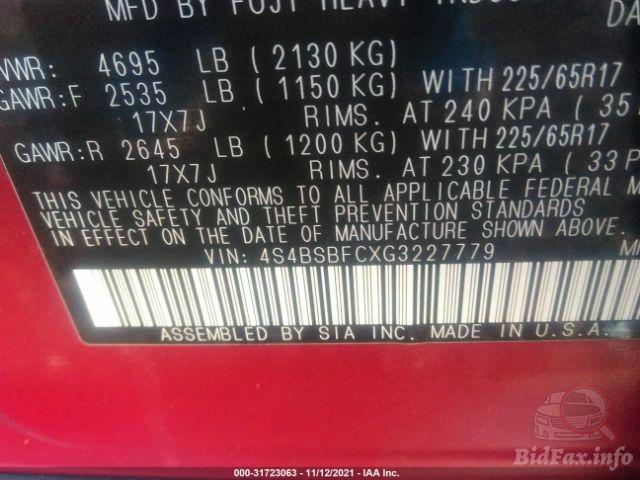 MFD BY FUJI HEAVY INDUS
DA
VWR: 4695 LB ( 2130 KG)
GAWR:F 2535 LB ( 1150 KG) WITH 225/65R17
17X7J RIMS. AT 240 KPA ( 35
GAWR:R 2645 LB ( 1200 KG) WITH 225/65R17
17X7J RIMS. AT 230 KPA ( 33 P
THIS VEHICLE CONFORMS TO ALL APPLICABLE FEDERAL M
VEHICLE SAFETY AND THEFT PREVENTION STANDARDS
IN EFFECT ON THE DATE OF MANUFACTURE SHOWN ABOVE.
VIN: 4S4BSBFCXG3227779
ASSEMBLED BY SIA INC. MADE IN U.S.A.
000-31723063 - 11/12/2021 - IAA Inc.
BidFax.info